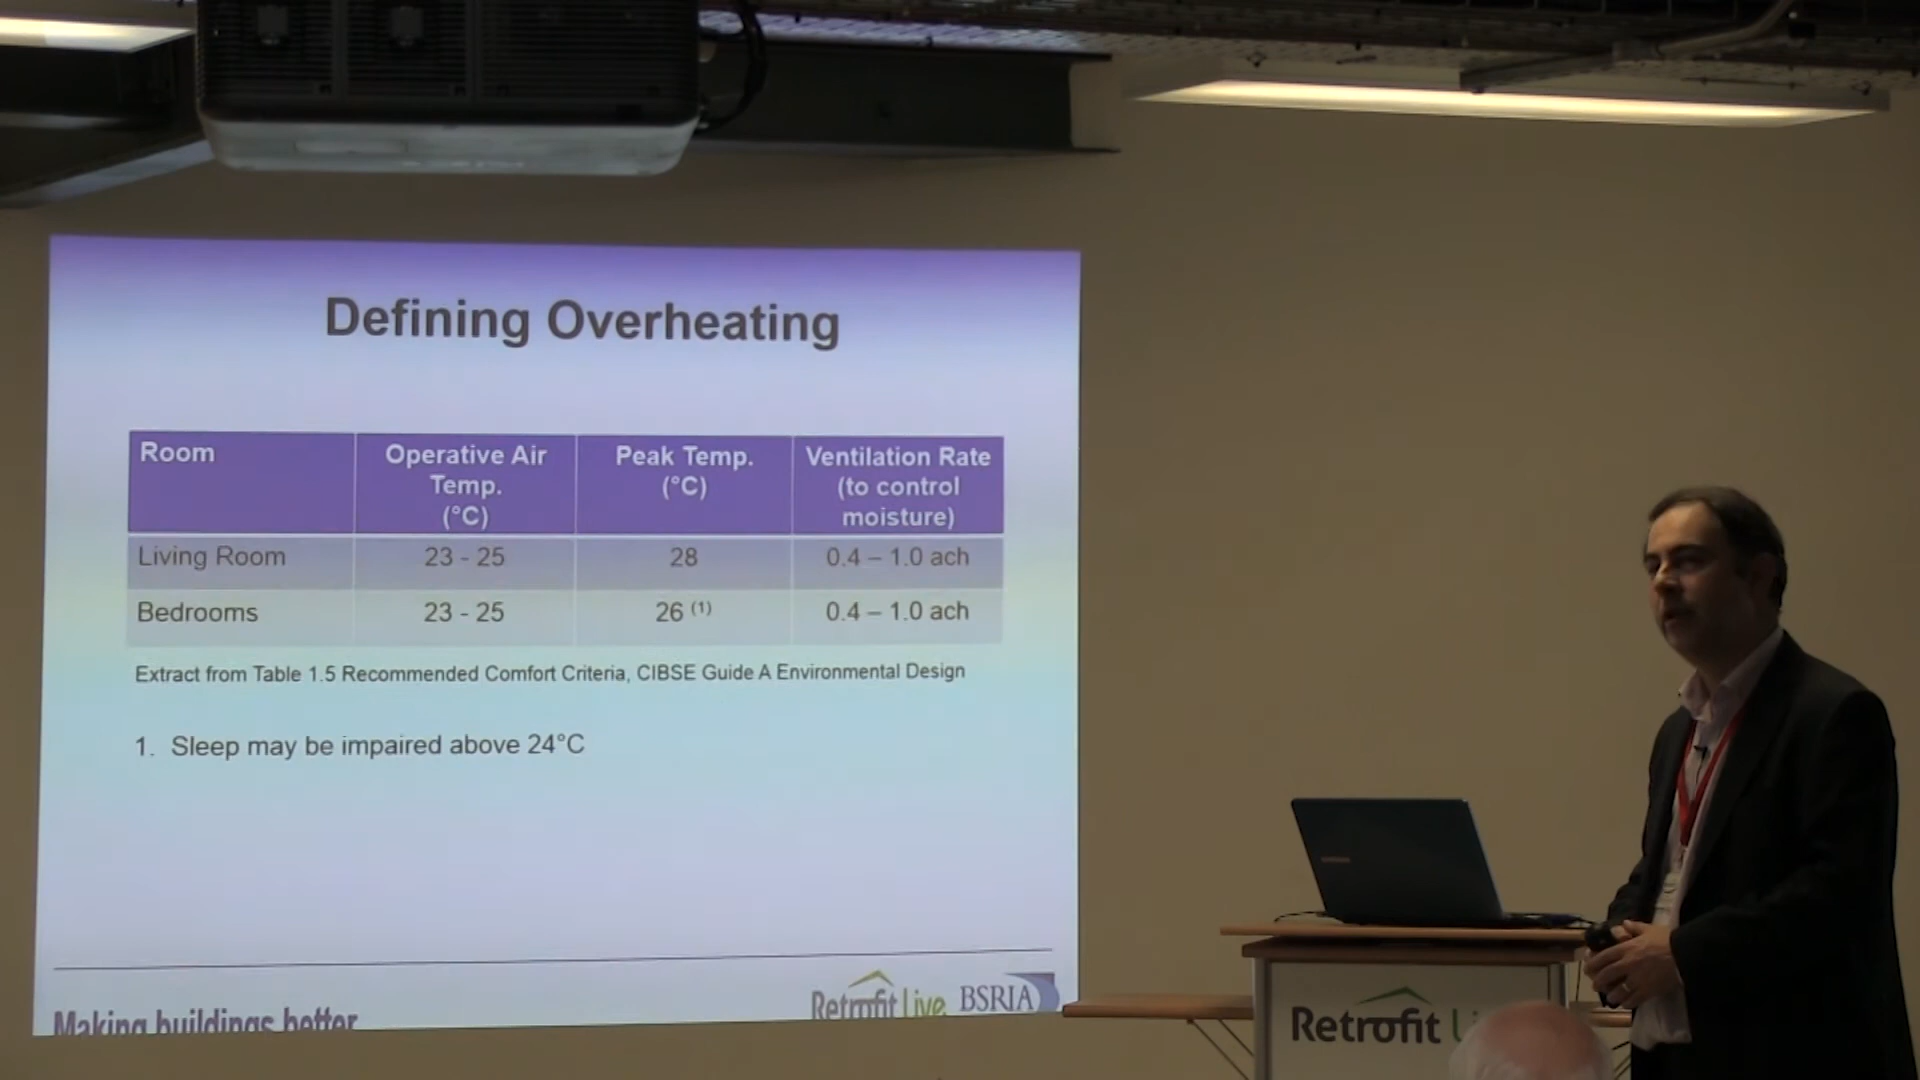 Defining Overheating
Room
Operative Air
Temp.
(°C)
Peak Temp.
(°C)
Ventilation Rate
(to control
moisture)
Living Room
23 - 25
28
0.4 – 1.0 ach
Bedrooms
23 - 25
26 (1)
0.4 – 1.0 ach
Extract from Table 1.5 Recommended Comfort Criteria, CIBSE Guide A Environmental Design
1. Sleep may be impaired above 24°C
Making buildings better
Retrofit Live
BSRIA
Retrofit Li